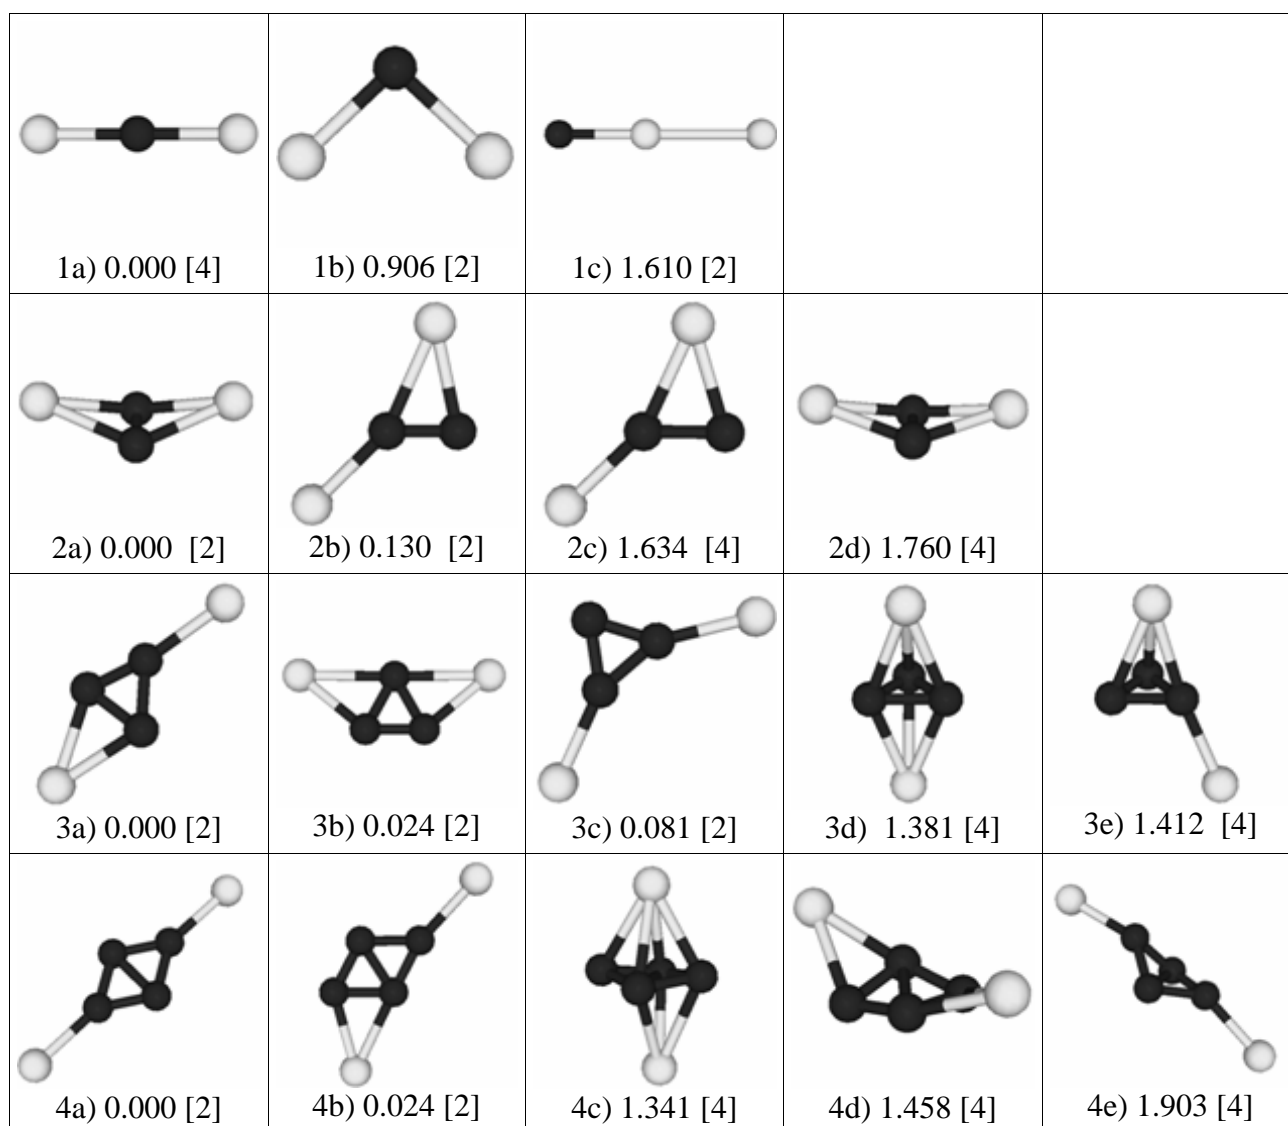 1a) 0.000 [4] 1b) 0.906 [2] 1c) 1.610 [2]
2a) 0.000 [2] 2b) 0.130 [2] 2c) 1.634 [4] 2d) 1.760 [4]
3a) 0.000 [2] 3b) 0.024 [2] 3c) 0.081 [2] 3d) 1.381 [4] 3e) 1.412 [4]
4a) 0.000 [2] 4b) 0.024 [2] 4c) 1.341 [4] 4d) 1.458 [4] 4e) 1.903 [4]